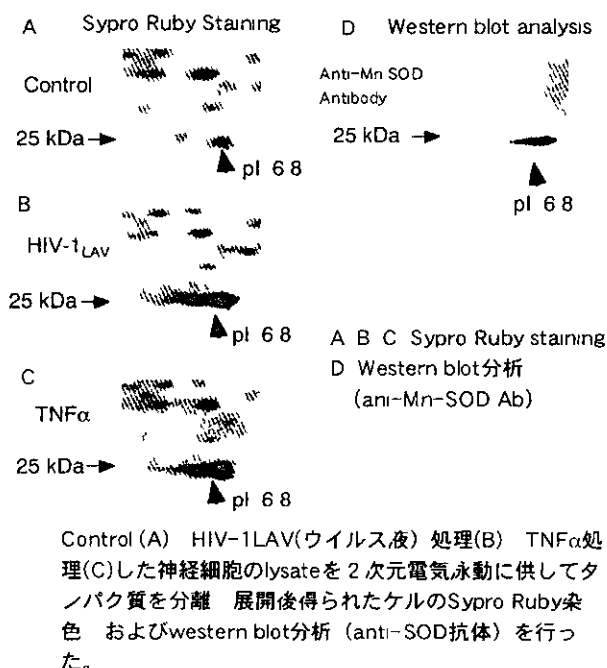 A Sypro Ruby Staining
Control
25 kDa
pI 6 8
B
HIV-1LAV
25 kDa
pI 6 8
C
TNFα
25 kDa
pI 6 8
D Western blot analysis
Anti-Mn SOD
Antibody
25 kDa
pI 6 8
A B C Sypro Ruby staining
D Western blot分析
(ani-Mn-SOD Ab)
Control (A) HIV-1LAV(ウイルス夜) 処理(B) TNFα処
理(C)した神経細胞のlysateを2次元電気永動に供してタ
ンパク質を分離 展開後得られたケルのSypro Ruby染
色 およびwestern blot分析 (anti-SOD抗体) を行っ
た。